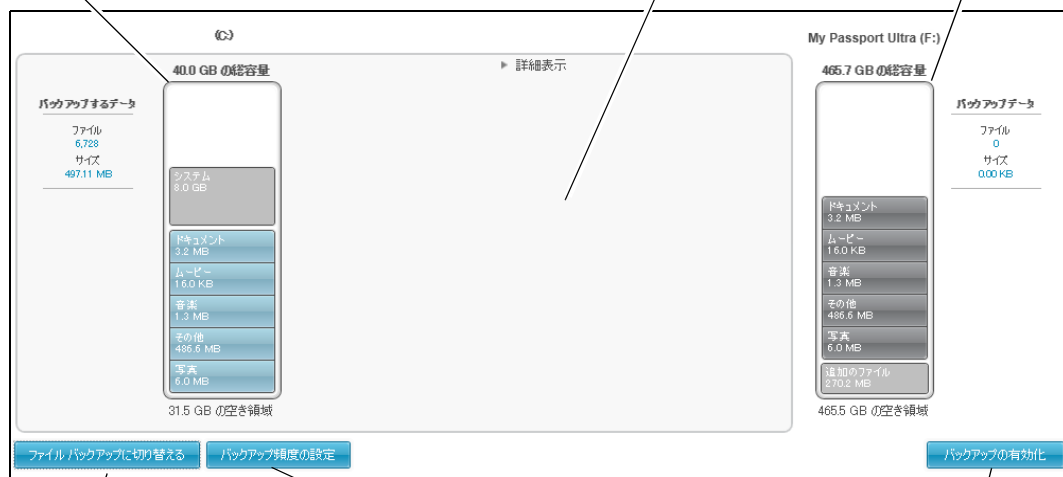 (C:)
My Passport Ultra (F:)
40.0 GB の総容量
▶ 詳細表示
465.7 GB の総容量
バックアップするデータ
ファイル
6,728
サイズ
497.11 MB
システム
8.0 GB
ドキュメント
3.2 MB
ムービー
16.0 KB
音楽
1.3 MB
その他
486.6 MB
写真
6.0 MB
31.5 GB の空き領域
バックアップデータ
ファイル
0
サイズ
0.00 KB
ドキュメント
3.2 MB
ムービー
16.0 KB
音楽
1.3 MB
その他
486.6 MB
写真
6.0 MB
追加のファイル
270.2 MB
465.5 GB の空き領域
ファイル バックアップに切り替える
バックアップ頻度の設定
バックアップの有効化